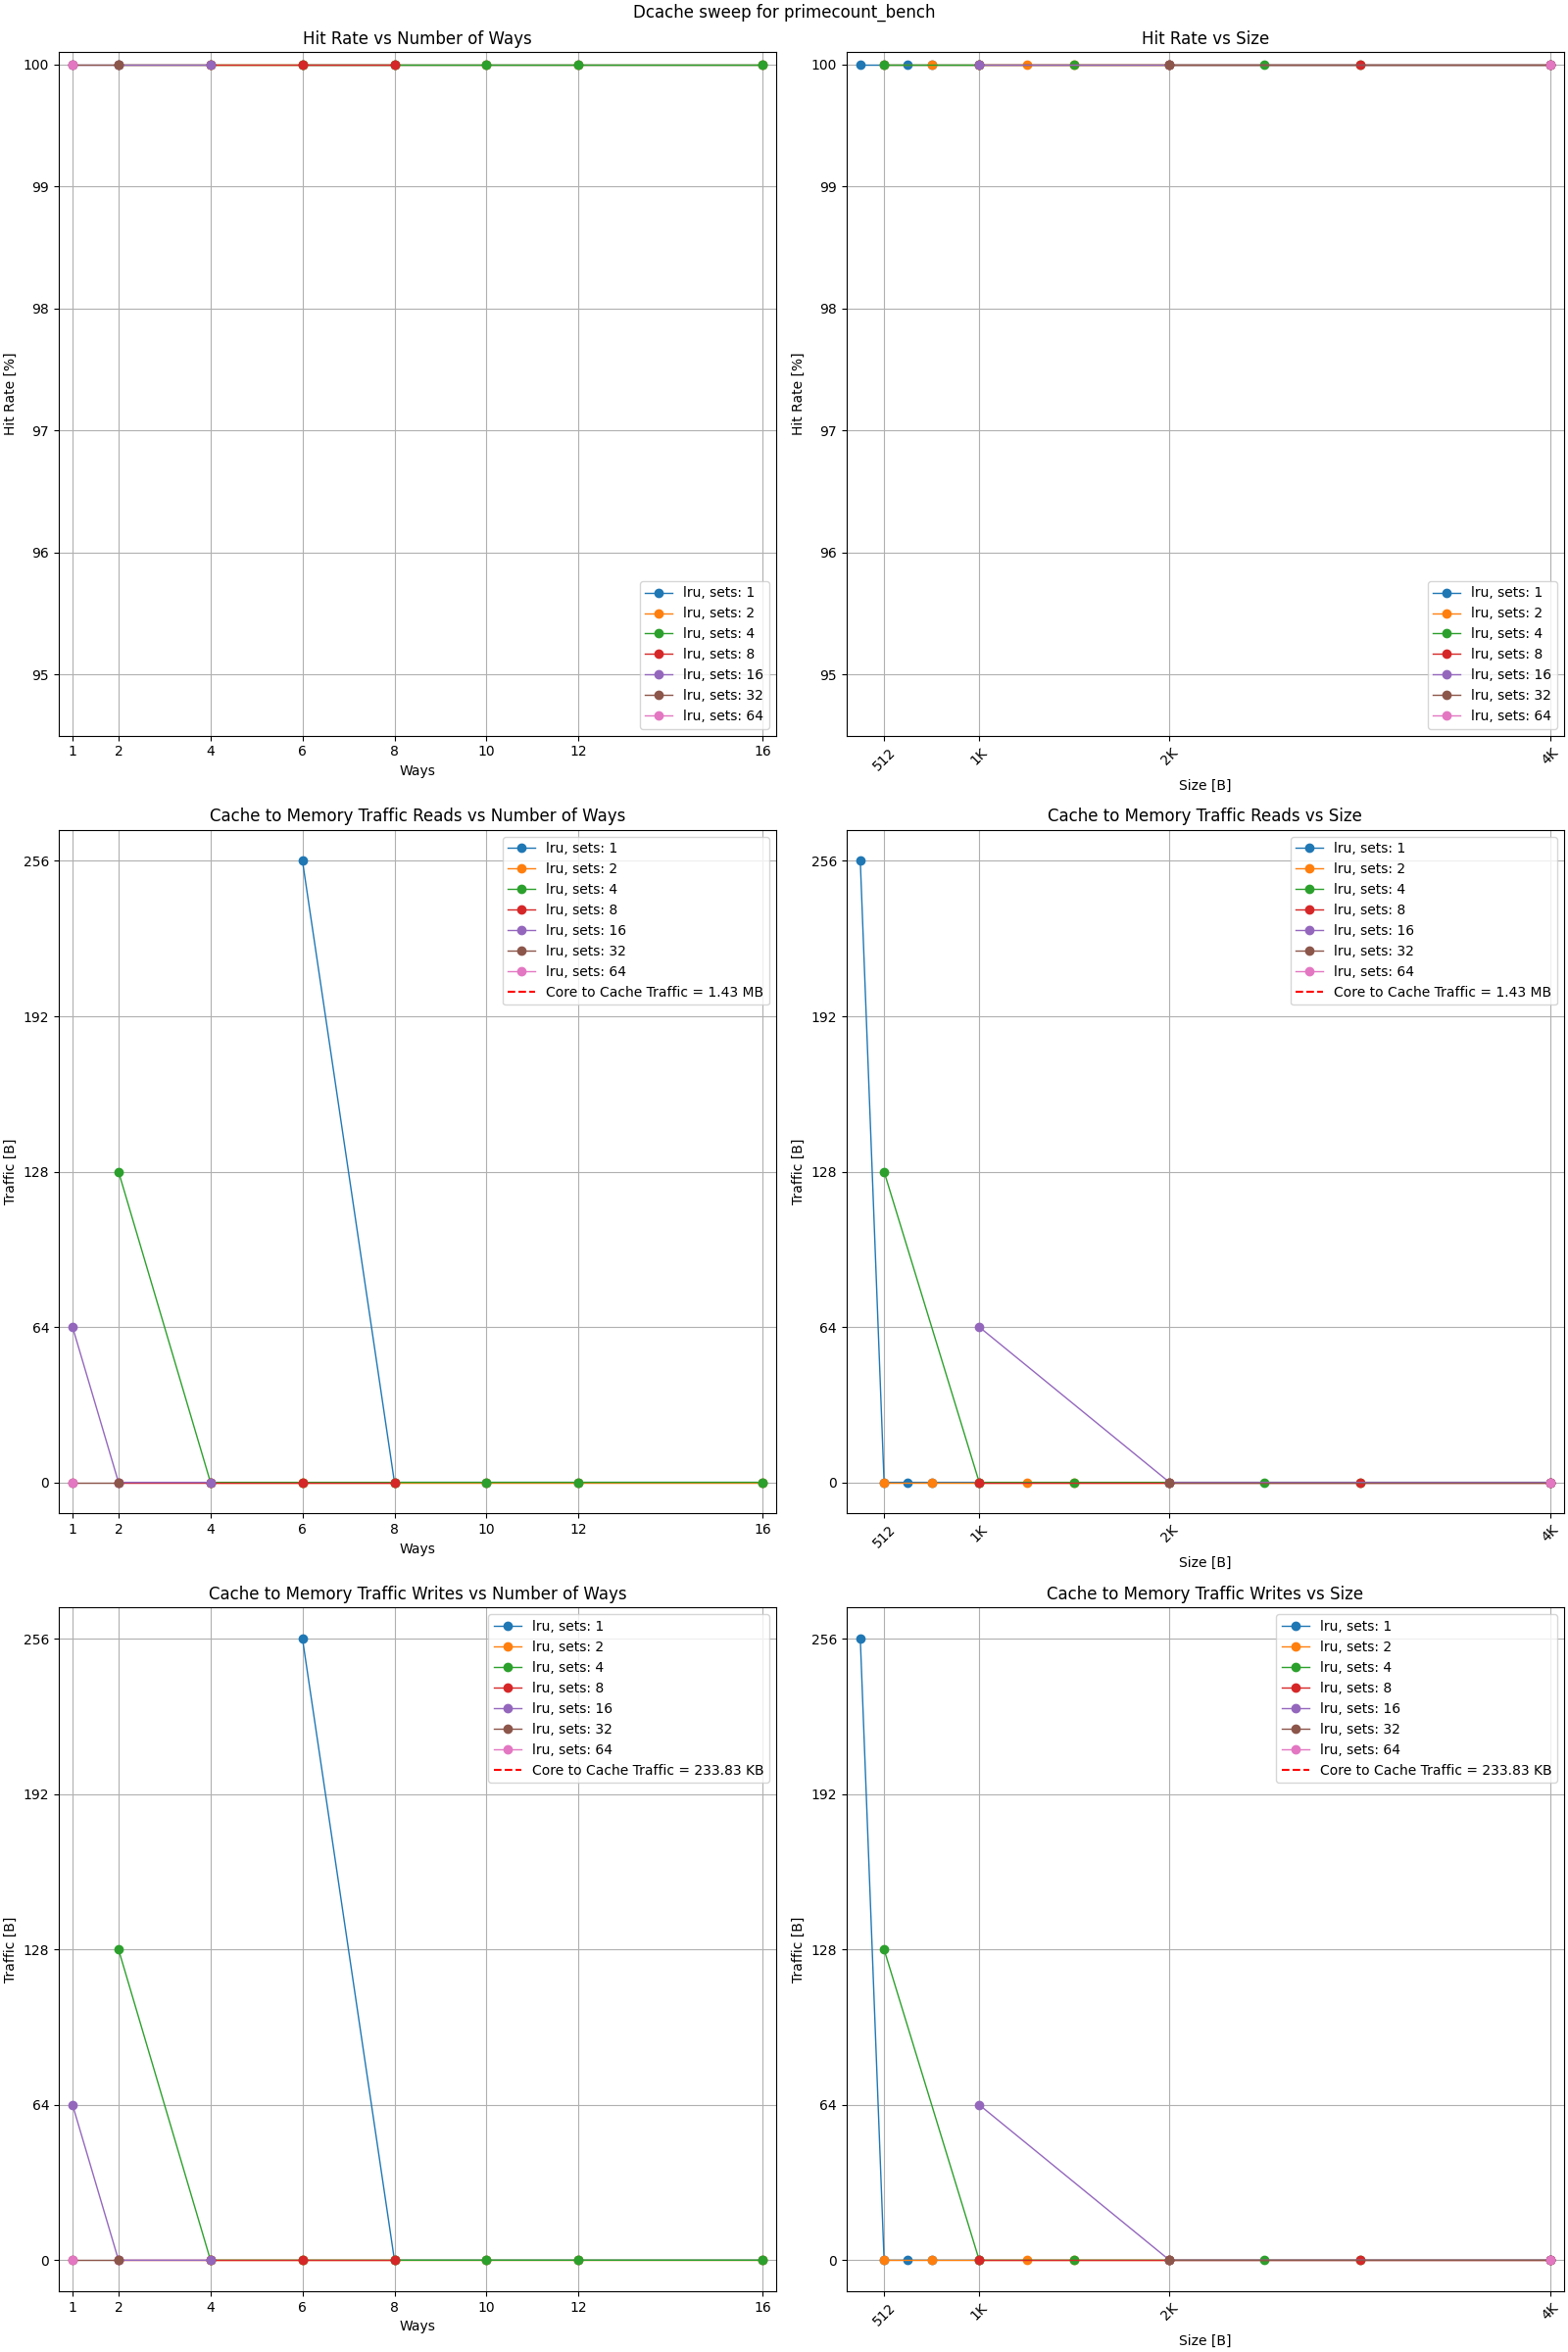 Dcache sweep for primecount_bench
Hit Rate vs Number of Ways
100
99
98
97
96
95
Hit Rate [%]
lru, sets: 1
lru, sets: 2
lru, sets: 4
lru, sets: 8
lru, sets: 16
lru, sets: 32
lru, sets: 64
1 2 4 6 8 10 12 16
Ways
Hit Rate vs Size
100
99
98
97
96
95
Hit Rate [%]
lru, sets: 1
lru, sets: 2
lru, sets: 4
lru, sets: 8
lru, sets: 16
lru, sets: 32
lru, sets: 64
512 1K 2K 4K
Size [B]
Cache to Memory Traffic Reads vs Number of Ways
256
192
128
64
0
Traffic [B]
lru, sets: 1
lru, sets: 2
lru, sets: 4
lru, sets: 8
lru, sets: 16
lru, sets: 32
lru, sets: 64
Core to Cache Traffic = 1.43 MB
1 2 4 6 8 10 12 16
Ways
Cache to Memory Traffic Reads vs Size
256
192
128
64
0
Traffic [B]
lru, sets: 1
lru, sets: 2
lru, sets: 4
lru, sets: 8
lru, sets: 16
lru, sets: 32
lru, sets: 64
Core to Cache Traffic = 1.43 MB
512 1K 2K 4K
Size [B]
Cache to Memory Traffic Writes vs Number of Ways
256
192
128
64
0
Traffic [B]
lru, sets: 1
lru, sets: 2
lru, sets: 4
lru, sets: 8
lru, sets: 16
lru, sets: 32
lru, sets: 64
Core to Cache Traffic = 233.83 KB
1 2 4 6 8 10 12 16
Ways
Cache to Memory Traffic Writes vs Size
256
192
128
64
0
Traffic [B]
lru, sets: 1
lru, sets: 2
lru, sets: 4
lru, sets: 8
lru, sets: 16
lru, sets: 32
lru, sets: 64
Core to Cache Traffic = 233.83 KB
512 1K 2K 4K
Size [B]